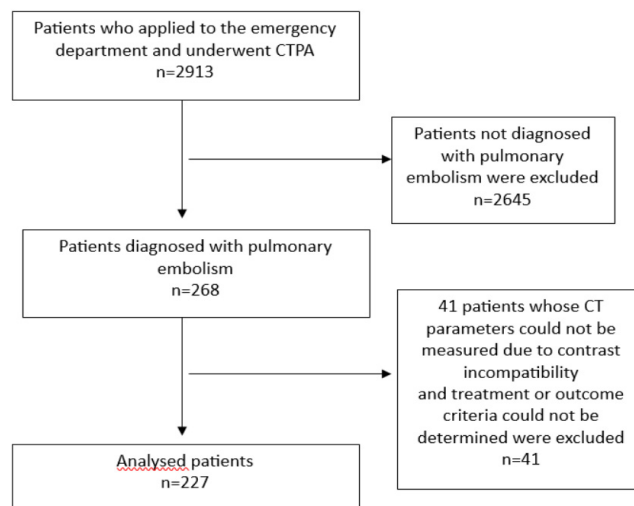 Patients who applied to the emergency
department and underwent CTPA
n=2913
Patients not diagnosed
with pulmonary
embolism were excluded
n=2645
Patients diagnosed with pulmonary
embolism
n=268
41 patients whose CT
parameters could not be
measured due to contrast
incompatibility
and treatment or outcome
criteria could not be
determined were excluded
n=41
Analysed patients
n=227